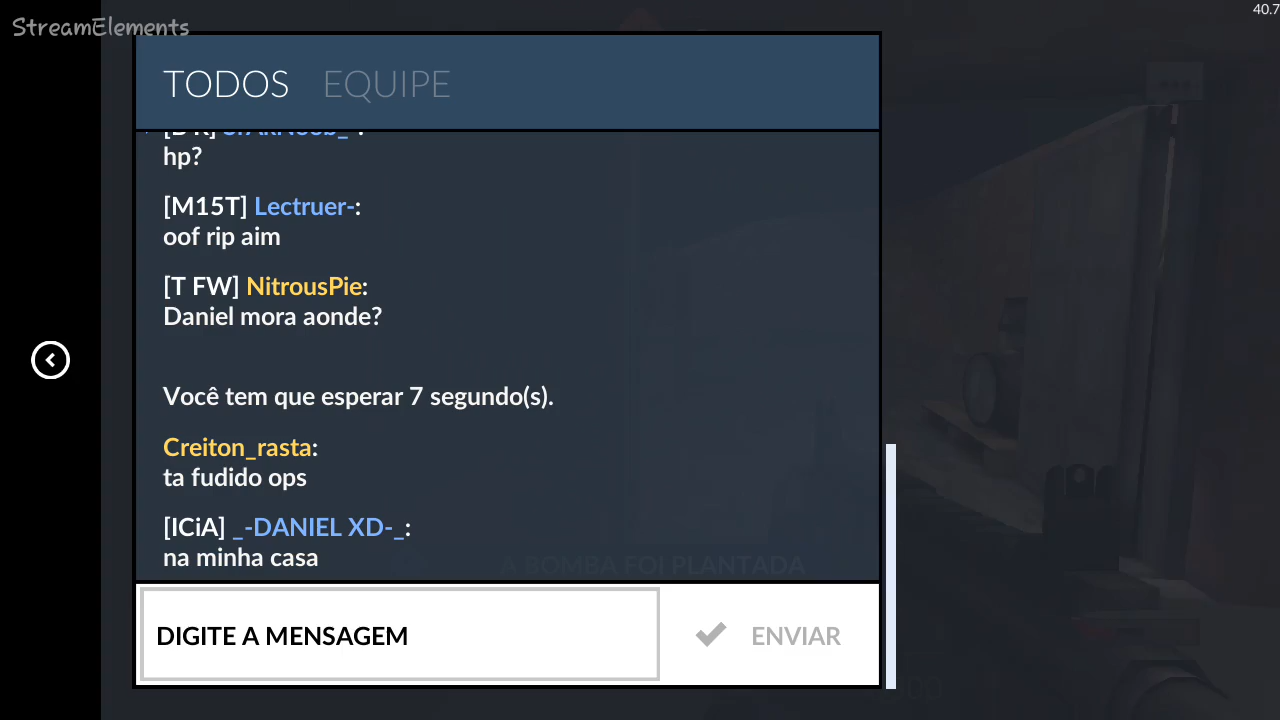 StreamElements
40.7
TODOS EQUIPE
hp?
[M15T] Lectruer-:
oof rip aim
[T FW] NitrousPie:
Daniel mora aonde?
Você tem que esperar 7 segundo(s).
Creiton_rasta:
ta fudido ops
[ICiA] _-DANIEL XD-_:
na minha casa
A BOMBA FOI PLANTADA
DIGITE A MENSAGEM
ENVIAR